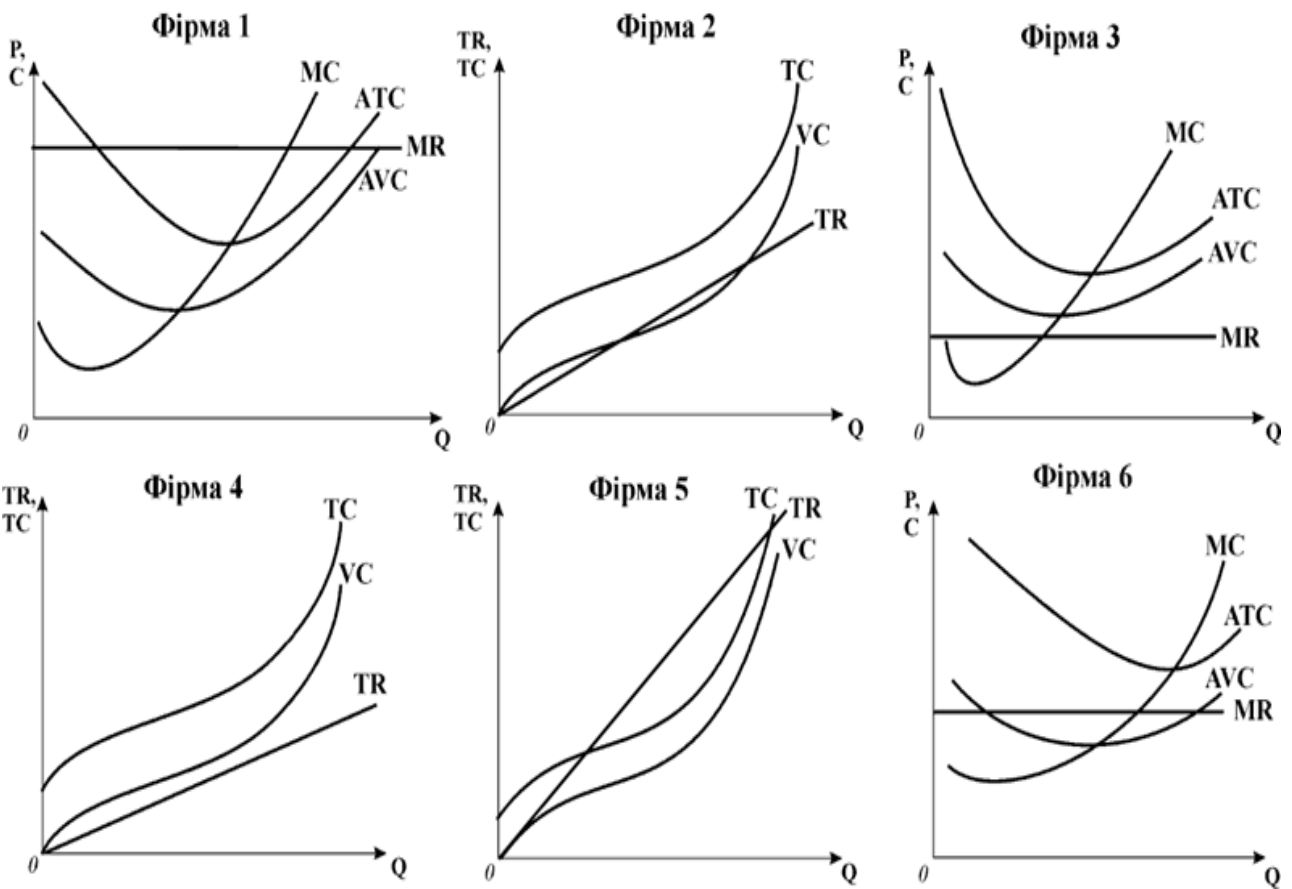 Фірма 1
P,
C
MC
ATC
MR
AVC
0
Q
Фірма 2
TR,
TC
TC
VC
TR
0
Q
Фірма 3
P,
C
MC
ATC
AVC
MR
0
Q
Фірма 4
TR,
TC
TC
VC
TR
0
Q
Фірма 5
TR,
TC
TC
TR
VC
0
Q
Фірма 6
P,
C
MC
ATC
AVC
MR
0
Q